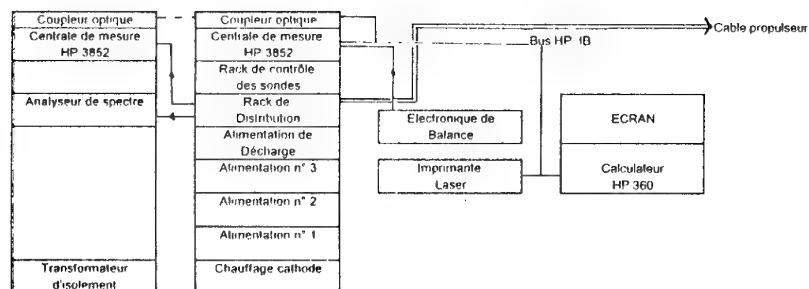 Coupleur optique
Centrale de mesure
HP 3852
Analyseur de spectre
Transformateur
d'isolement
Coupleur optique
Centrale de mesure
HP 3852
Rack de contrôle
des sondes
Rack de
Distribution
Alimentation de
Décharge
Alimentation n° 3
Alimentation n° 2
Alimentation n° 1
Chauffage cathode
Cable propulseur
Bus HP IB
Electronique de
Balance
Imprimante
Laser
ECRAN
Calculateur
HP 360